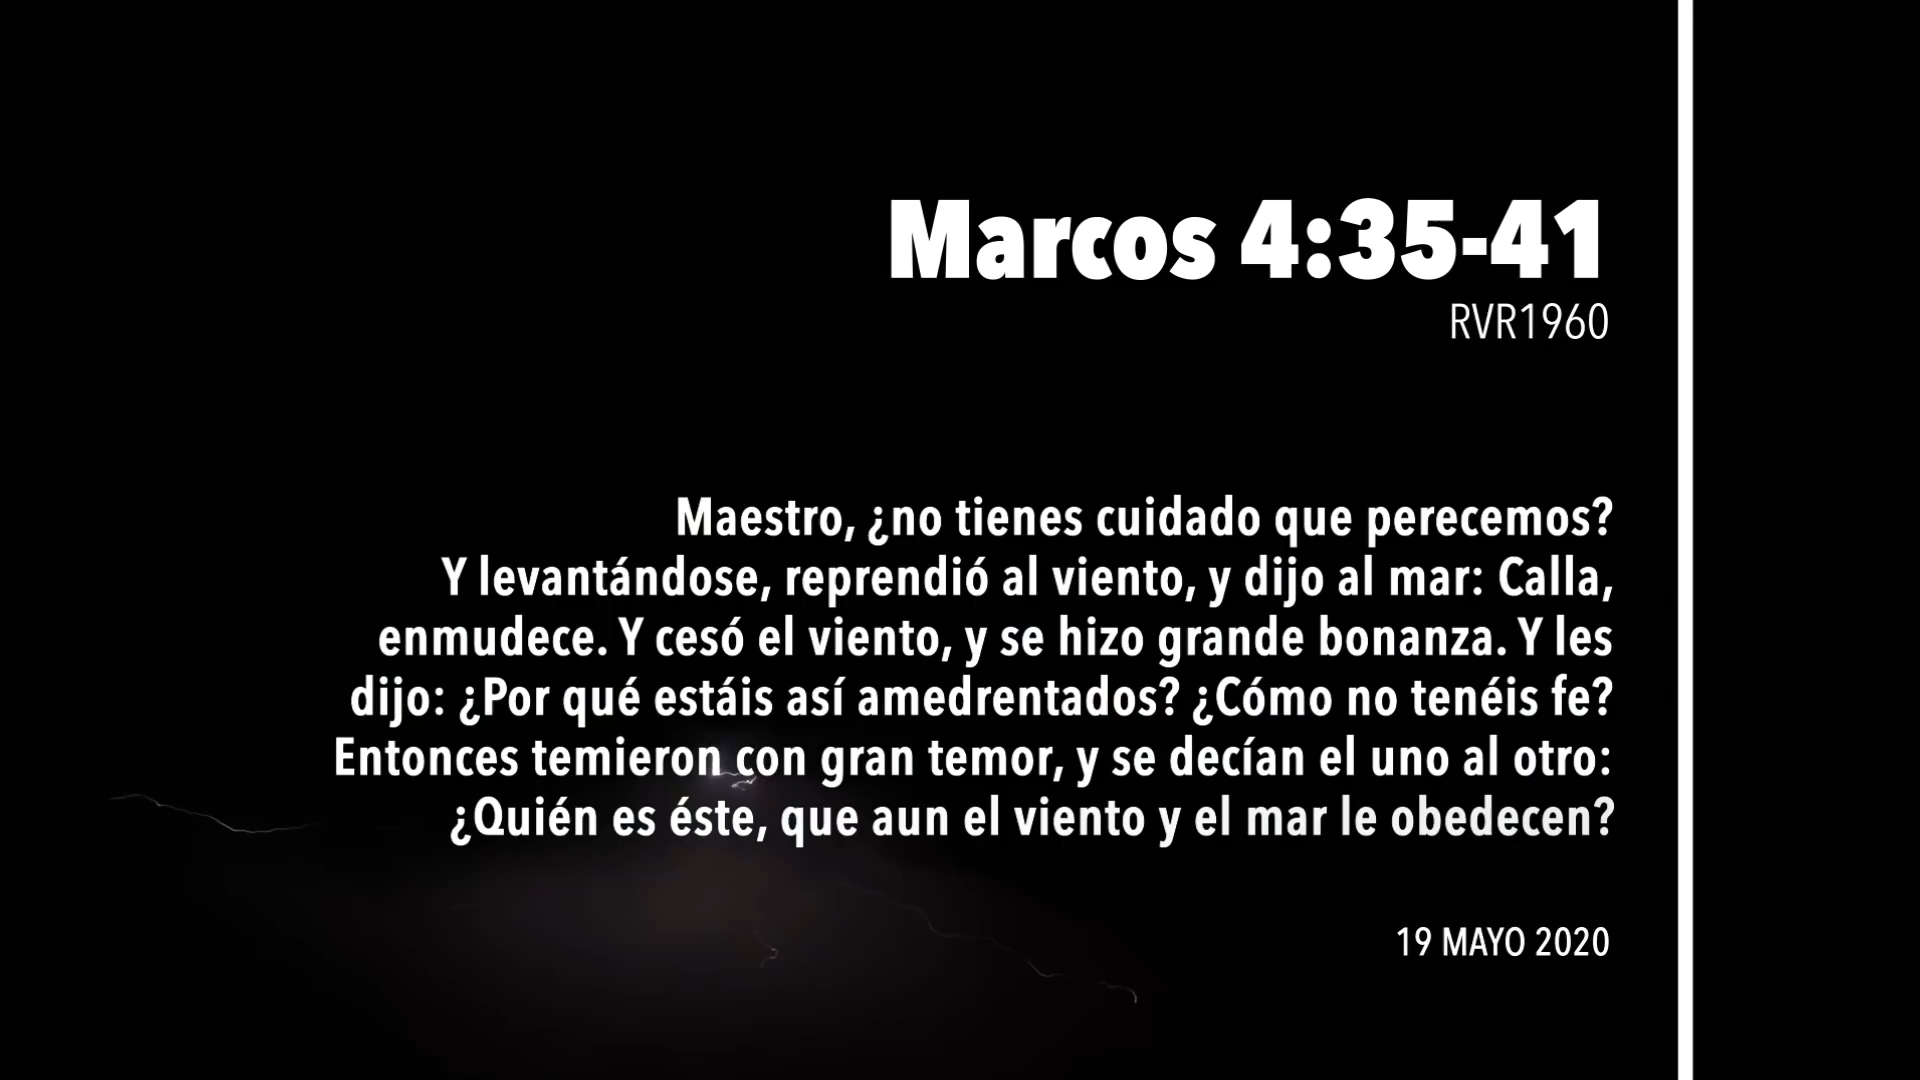 Marcos 4:35-41
RVR1960
Maestro, ¿no tienes cuidado que perecemos?
Y levantándose, reprendió al viento, y dijo al mar: Calla,
enmudece. Y cesó el viento, y se hizo grande bonanza. Y les
dijo: ¿Por qué estáis así amedrentados? ¿Cómo no tenéis fe?
Entonces temieron con gran temor, y se decían el uno al otro:
¿Quién es éste, que aun el viento y el mar le obedecen?
19 MAYO 2020